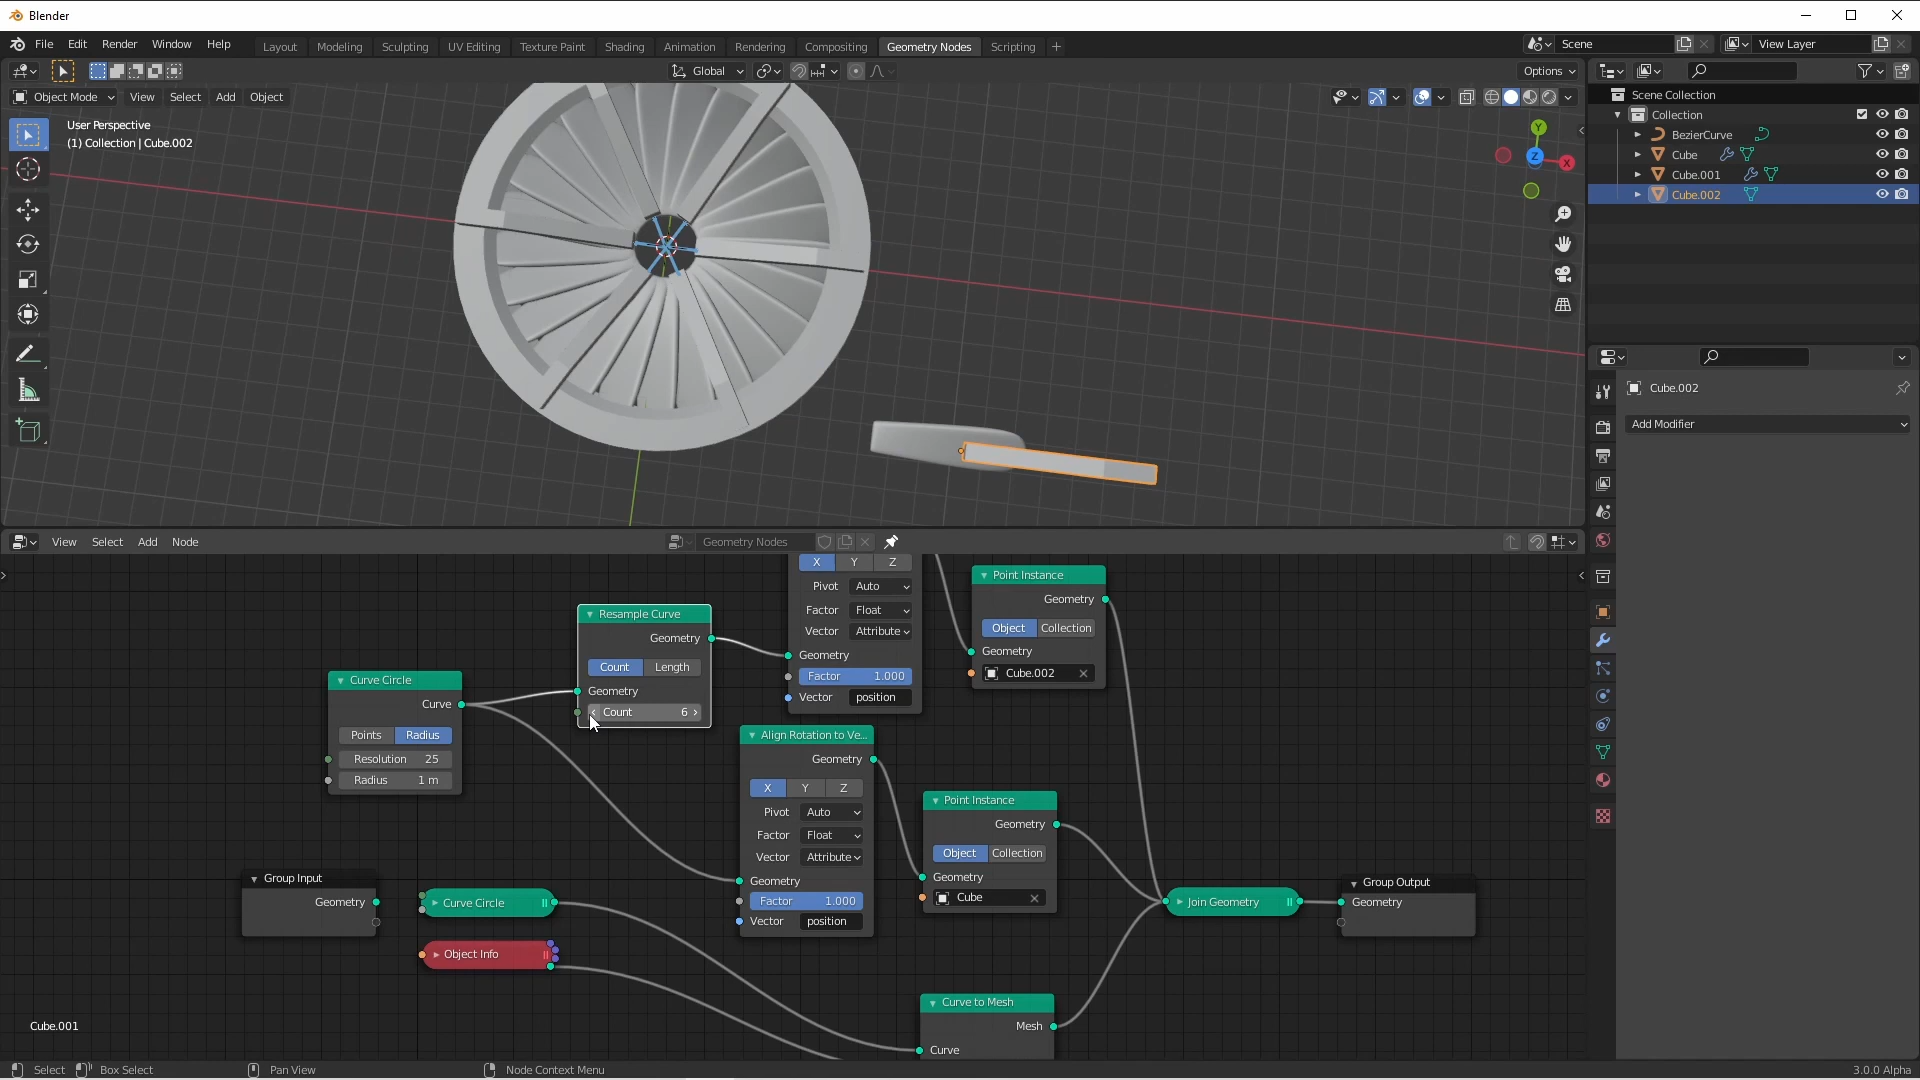 Blender
File Edit Render Window Help
Layout Modeling Sculpting UV Editing Texture Paint Shading Animation Rendering Compositing Geometry Nodes Scripting +
Scene
View Layer
Global
Options
Object Mode View Select Add Object
User Perspective
(1) Collection | Cube.002
Y
Z
X
Scene Collection
Collection
BezierCurve
Cube
Cube.001
Cube.002
Cube.002
Add Modifier
View Select Add Node
Geometry Nodes
X Y Z
Pivot Auto
Factor Float
Vector Attribute
Geometry
Factor 1.000
Vector position
Point Instance
Geometry
Object Collection
Geometry
Cube.002
Resample Curve
Geometry
Count Length
Geometry
Count 6
Curve Circle
Curve
Points Radius
Resolution 25
Radius 1 m
Align Rotation to Ve...
Geometry
X Y Z
Pivot Auto
Factor Float
Vector Attribute
Geometry
Factor 1.000
Vector position
Point Instance
Geometry
Object Collection
Geometry
Cube
Group Input
Geometry
Curve Circle
Object Info
Join Geometry
Group Output
Geometry
Curve to Mesh
Mesh
Curve
Cube.001
Select Box Select Pan View Node Context Menu
3.0.0 Alpha